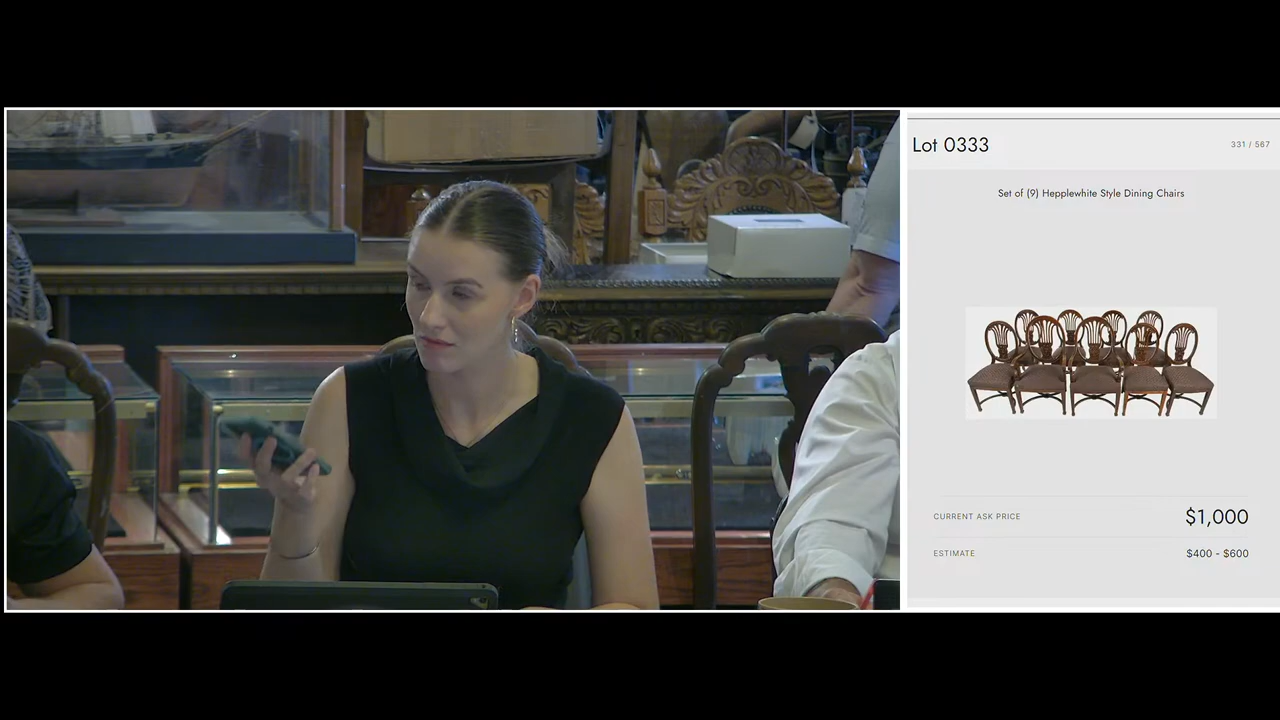 Lot 0333
331 / 567
Set of (9) Hepplewhite Style Dining Chairs
CURRENT ASK PRICE
$1,000
ESTIMATE
$400 - $600